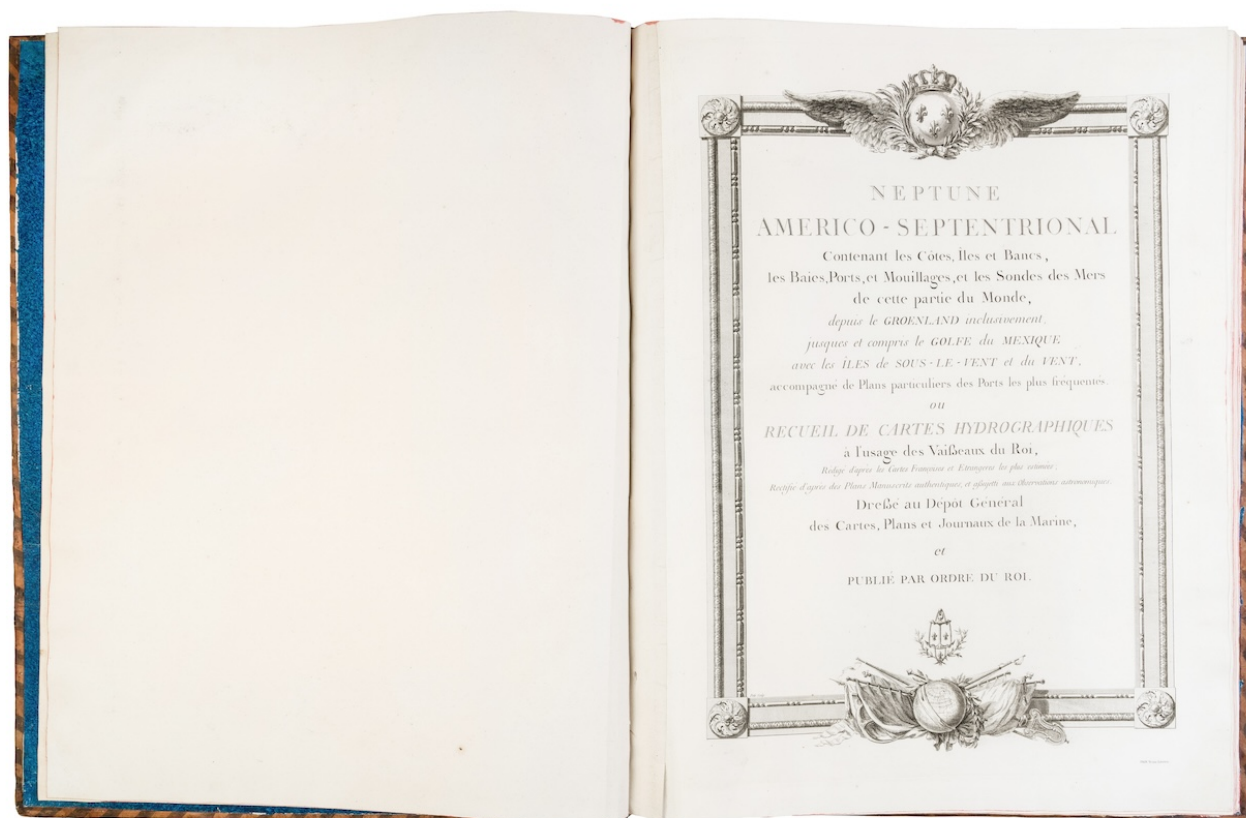 NEPTUNE
AMERICO - SEPTENTRIONAL
Contenant les Côtes, Îles et Bancs,
les Baies, Ports, et Mouillages, et les Sondes des Mers
de cette partie du Monde,
depuis le GROENLAND inclusivement,
jusques et compris le GOLFE du MEXIQUE
avec les ÎLES de SOUS-LE-VENT et du VENT,
accompagné de Plans particuliers des Ports les plus fréquentés.
ou
RECUEIL DE CARTES HYDROGRAPHIQUES
à l'usage des Vaißeaux du Roi,
Rédigé d'après les Cartes Françoises et Etrangeres les plus estimées;
Rectifié d'après des Plans Manuscrits authentiques, et assujetti aux Observations astronomiques.
Dreßé au Dépôt Général
des Cartes, Plans et Journaux de la Marine,
et
PUBLIÉ PAR ORDRE DU ROI.